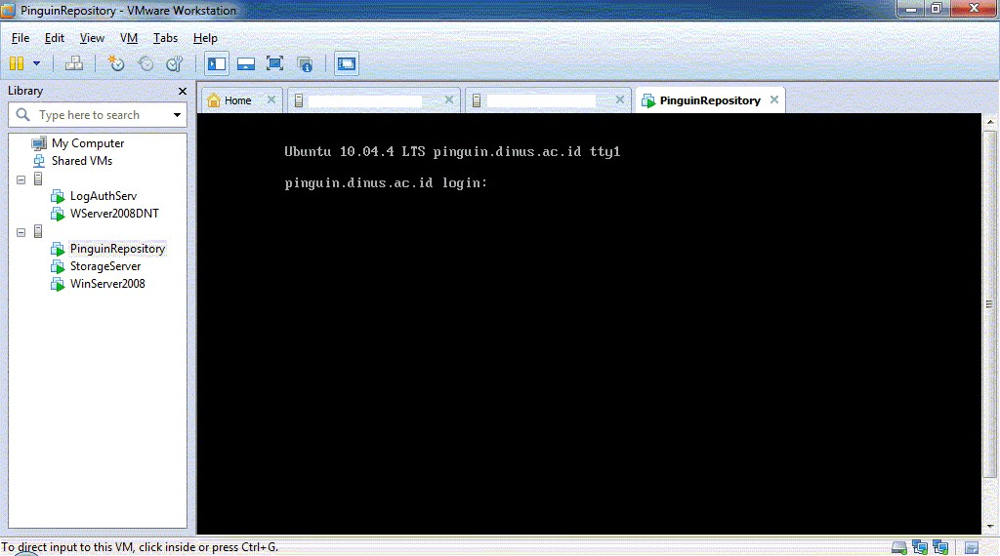 PinguinRepository - VMware Workstation
File Edit View VM Tabs Help
Library
Type here to search
My Computer
Shared VMs
LogAuthServ
WServer2008DNT
PinguinRepository
StorageServer
WinServer2008
Home
PinguinRepository
Ubuntu 10.04.4 LTS pinguin.dinus.ac.id tty1
pinguin.dinus.ac.id login:
To direct input to this VM, click inside or press Ctrl+G.